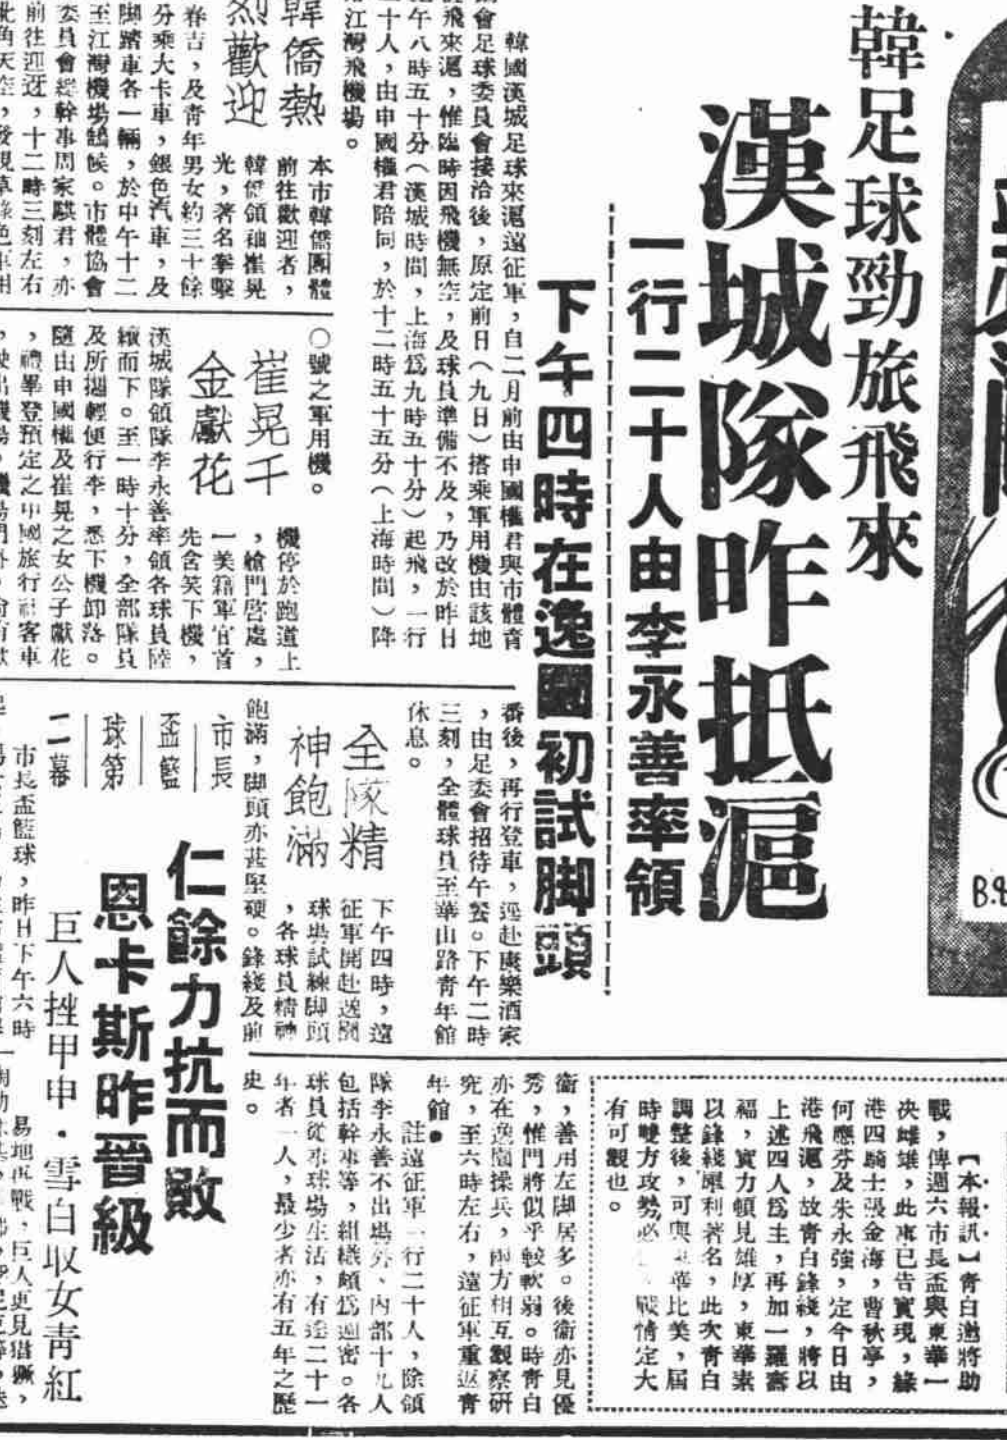 韓足球勁旅飛來
漢城隊昨抵滬
一行二十人由李永善率領
下午四時在逸園初試脚頭
韓國漢城足球來滬遠征軍，自二月前由申國權君與市體育
會足球委員會接洽後，原定前日（九日）搭乘軍用機由該地
飛來滬，惟臨時因飛機無空，及球員準備不及，乃改於昨日
午八時五十分（漢城時間，上海爲九時五十分）起飛，一行
二十人，由申國權君陪同，於十二時五十五分（上海時間）降
江灣飛機場。
韓僑熱
烈歡迎
本市韓僑團體
前往歡迎者，
韓僑領袖崔晃
光，著名拳擊
春吉，及青年男女約三十餘
分乘大卡車，銀色汽車，及
脚踏車各一輛，於中午十二
至江灣機場鵠候。市體協會
委員會總幹事周家騏君，亦
前往迎迓，十二時三刻左右
〇號之軍用機。
崔晃千
金獻花
機停於跑道上
，艙門啓處，
一美籍軍官首
先含笑下機，
漢城隊領隊李永善率領各球員陸
續而下。至一時十分，全部隊員
及所攜輕便行李，悉下機卸落。
隨由申國權及崔晃之女公子獻花
，禮畢登預定之中國旅行社客車
番後，再行登車，逕赴康樂酒家
，由足委會招待午餐。下午二時
三刻，全體球員至華山路青年館
休息。
全隊精
神飽滿
下午四時，遠
征軍開赴逸園
球場試練脚頭
，各球員精神
飽滿，脚頭亦甚堅硬。鋒綫及前
衛，善用左脚居多。後衛亦見優
秀，惟門將似乎較軟弱。時青白
亦在逸園操兵，兩方相互觀察研
究，至六時左右，遠征軍重返青
年館。
註遠征軍一行二十人，除領
隊李永善不出場外、內部十九人
包括幹事等，組織頗爲週密。各
球員從事球場生活，有達二十一
年者一人，最少者亦有五年之歷
史。
【本報訊】青白邀將助
戰，傳週六市長盃與東華一
决雌雄，此事已告實現，緣
港四騎士張金海，曹秋亭，
何應芬及朱永強，定今日由
港飛滬，故青白鋒綫，將以
上述四人爲主，再加一羅壽
福，實力頓見雄厚，東華素
以鋒綫犀利著名，此次青白
調整後，可與東華比美，屆
時雙方攻勢必戰情定大
有可觀也。
市長
盃籃
球第
二幕
仁餘力抗而敗
恩卡斯昨晉級
巨人挫甲申・雪白收女青紅
市長盃籃球，昨日下午六時
易地再戰，巨人更見猖獗，
B.